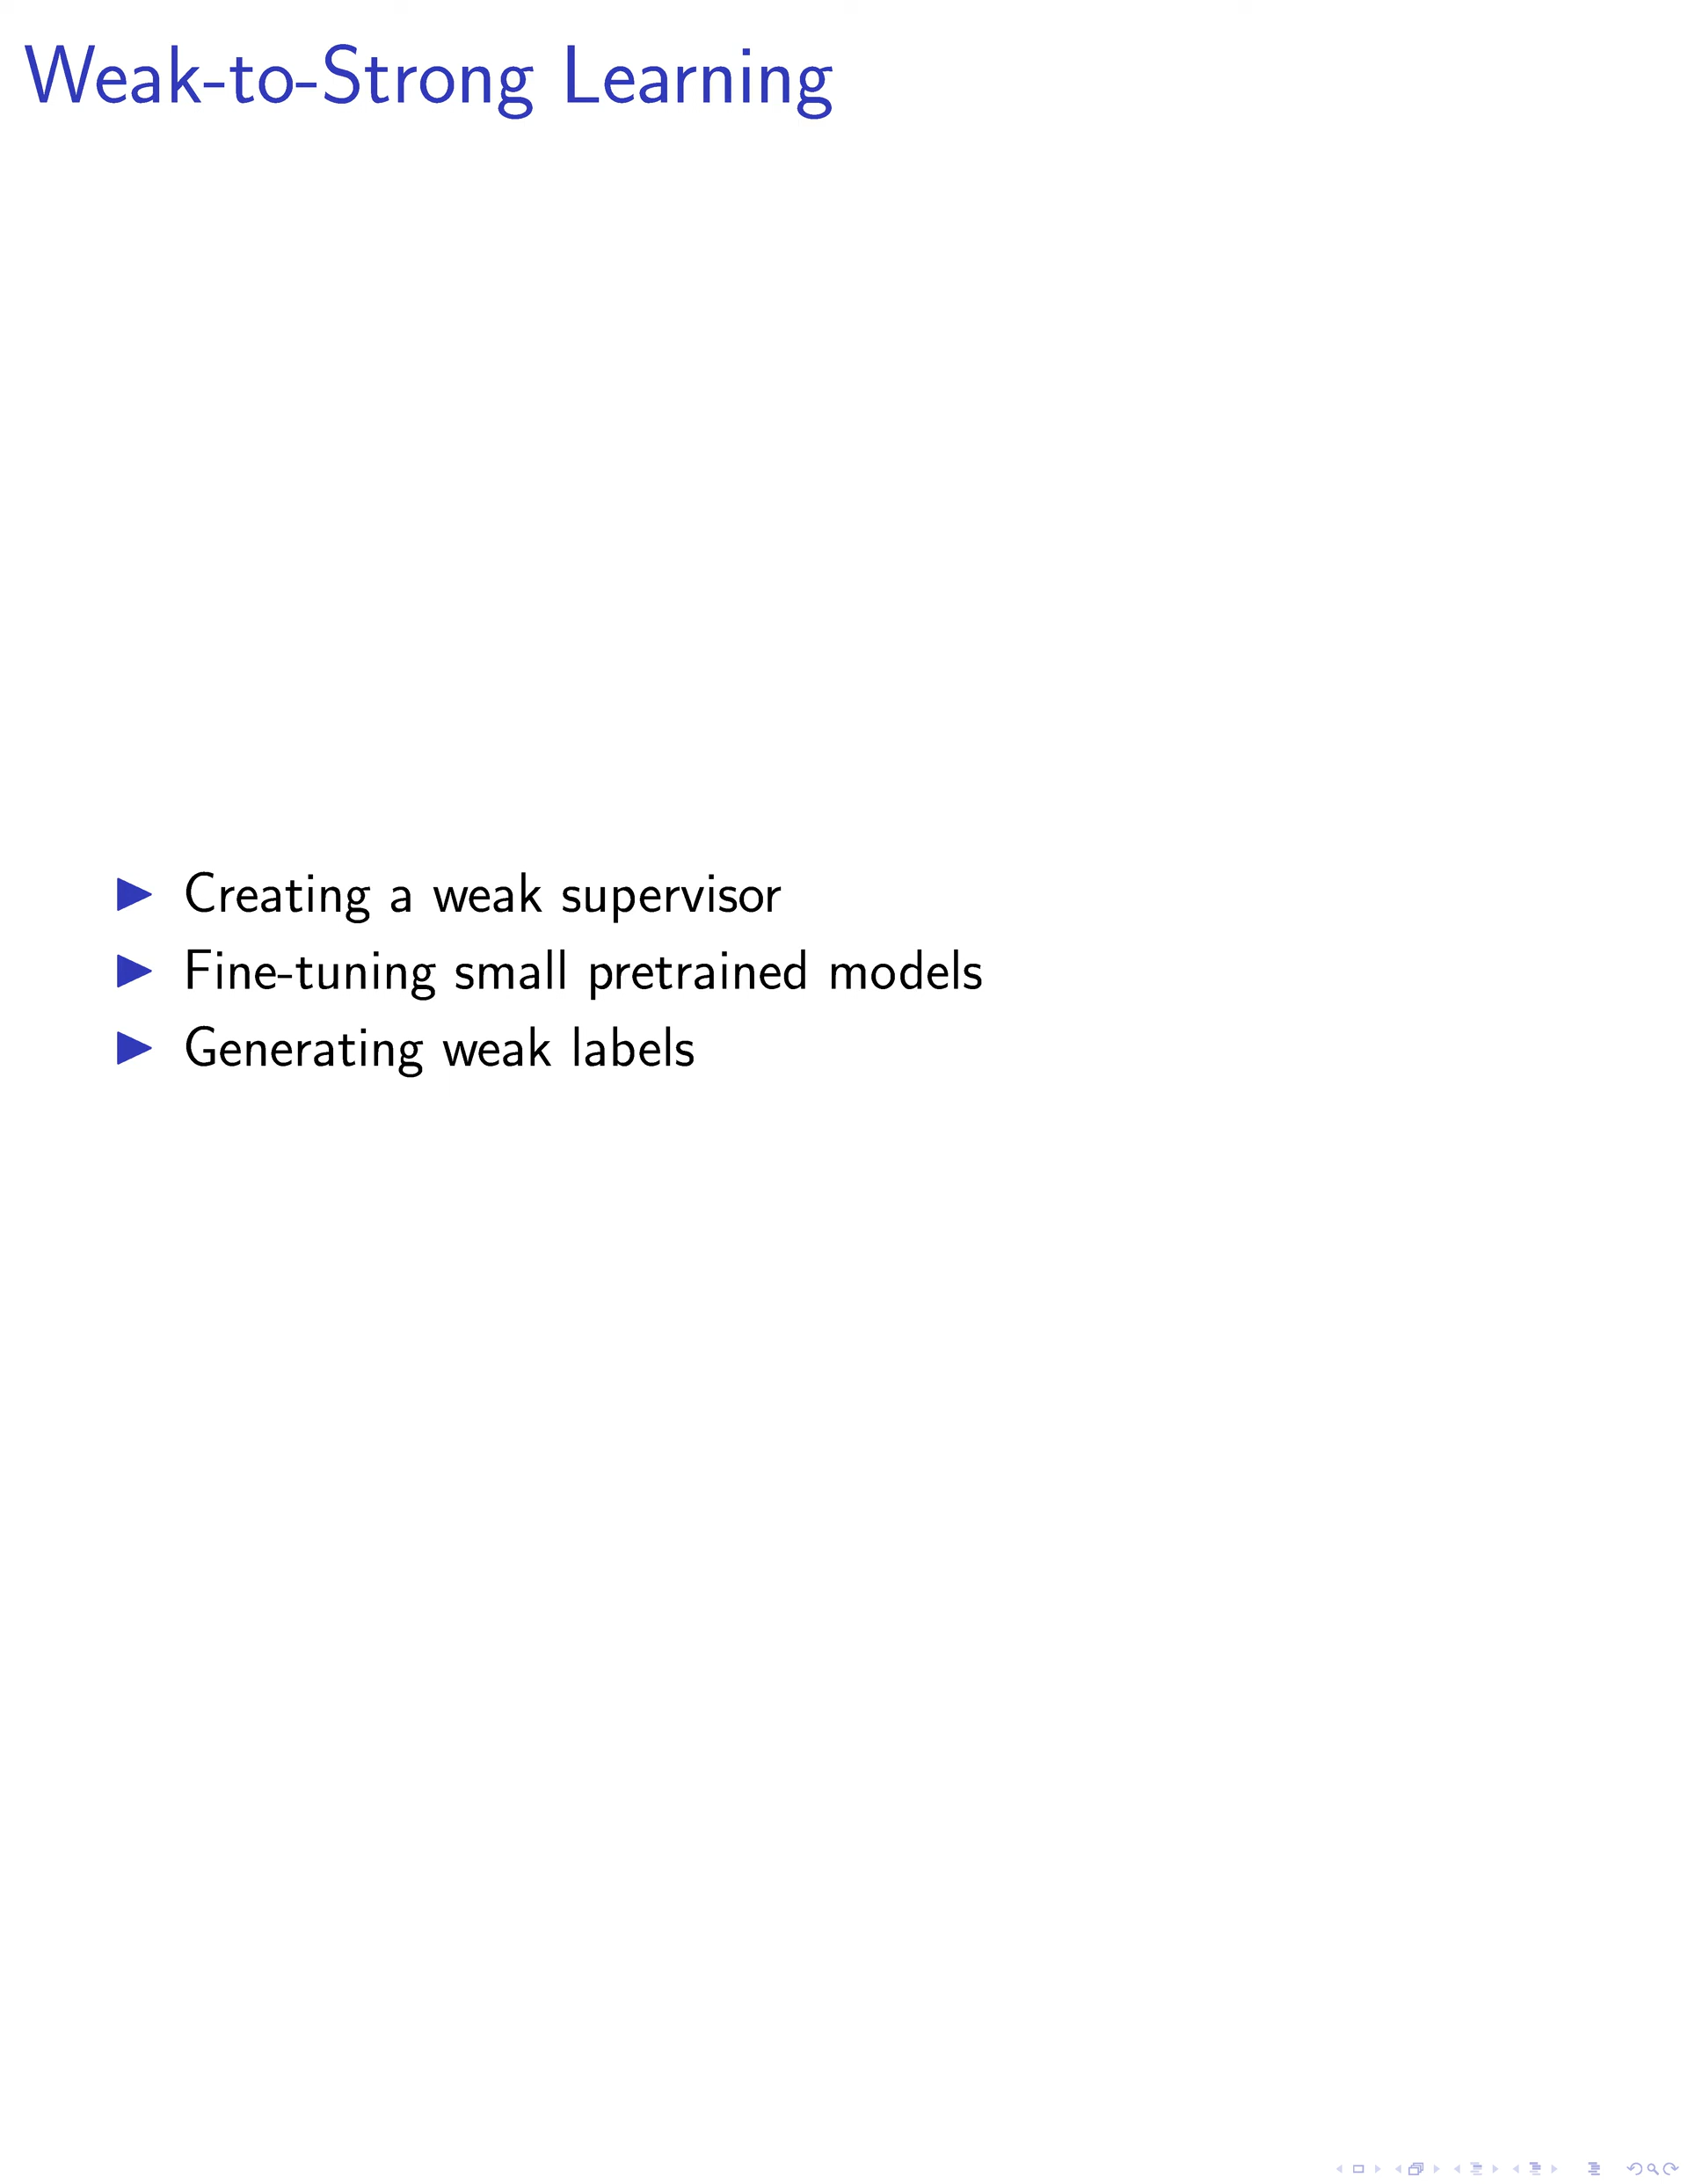 Weak-to-Strong Learning
Creating a weak supervisor
Fine-tuning small pretrained models
Generating weak labels